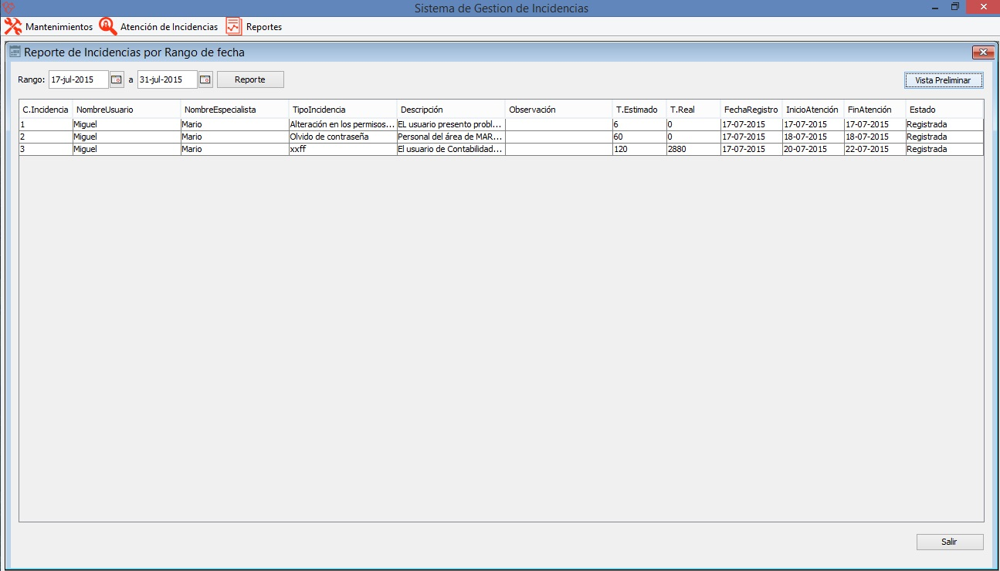 Sistema de Gestion de Incidencias
Mantenimientos Atención de Incidencias Reportes
Reporte de Incidencias por Rango de fecha
Rango: 17-jul-2015 a 31-jul-2015 Reporte Vista Preliminar
C.Incidencia NombreUsuario NombreEspecialista TipoIncidencia Descripción Observación T.Estimado T.Real FechaRegistro InicioAtención FinAtención Estado
1 Miguel Mario Alteración en los permisos... EL usuario presento probl... 6 0 17-07-2015 17-07-2015 17-07-2015 Registrada
2 Miguel Mario Olvido de contraseña Personal del área de MAR... 60 0 17-07-2015 18-07-2015 18-07-2015 Registrada
3 Miguel Mario xxff El usuario de Contabilidad... 120 2880 17-07-2015 20-07-2015 22-07-2015 Registrada
Salir